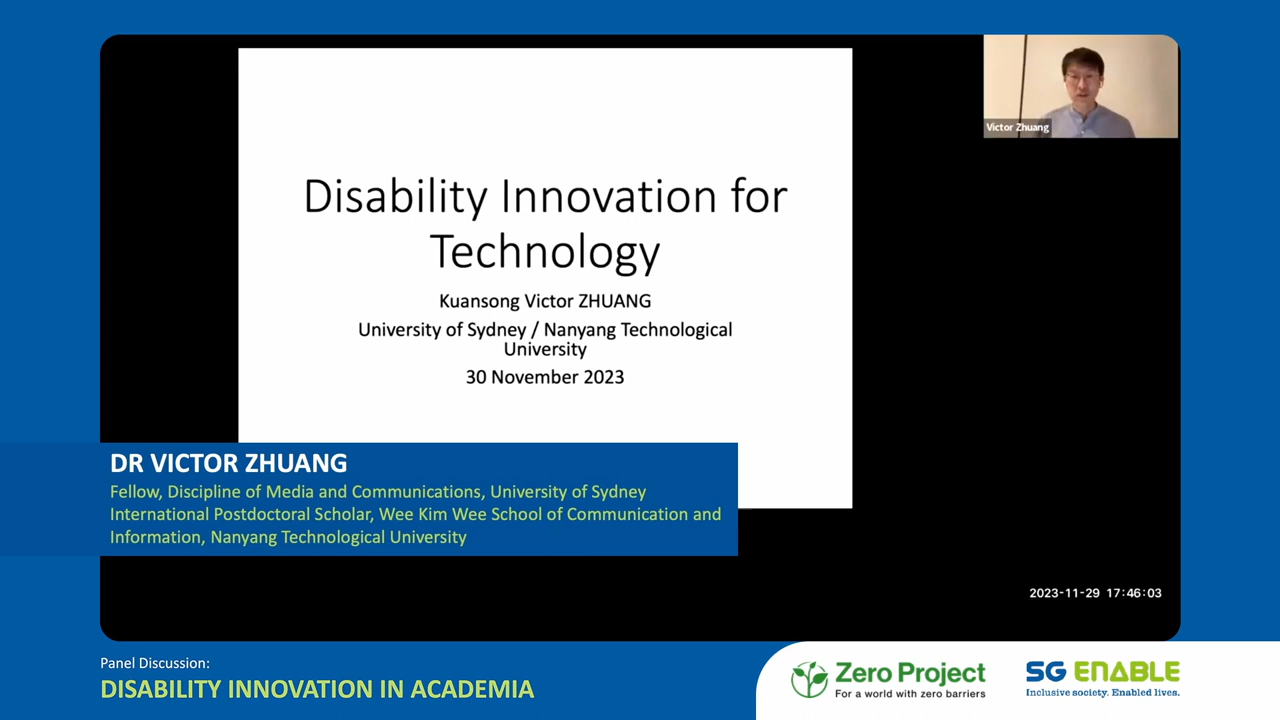 Disability Innovation for
Technology
Kuansong Victor ZHUANG
University of Sydney / Nanyang Technological
University
30 November 2023
Victor Zhuang
DR VICTOR ZHUANG
Fellow, Discipline of Media and Communications, University of Sydney
International Postdoctoral Scholar, Wee Kim Wee School of Communication and
Information, Nanyang Technological University
2023-11-29 17:46:03
Panel Discussion:
DISABILITY INNOVATION IN ACADEMIA
Zero Project
For a world with zero barriers
SG ENABLE
Inclusive society. Enabled lives.